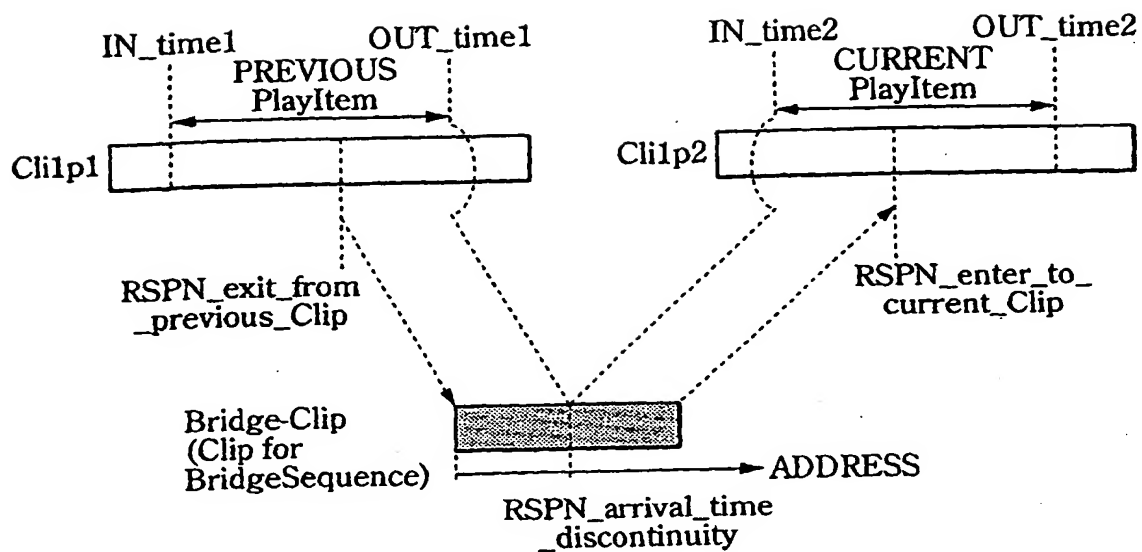 IN_time1
OUT_time1
PREVIOUS
PlayItem
Cli1p1
IN_time2
OUT_time2
CURRENT
PlayItem
Cli1p2
RSPN_exit_from
_previous_Clip
RSPN_enter_to_
current_Clip
Bridge-Clip
(Clip for
BridgeSequence)
ADDRESS
RSPN_arrival_time
_discontinuity